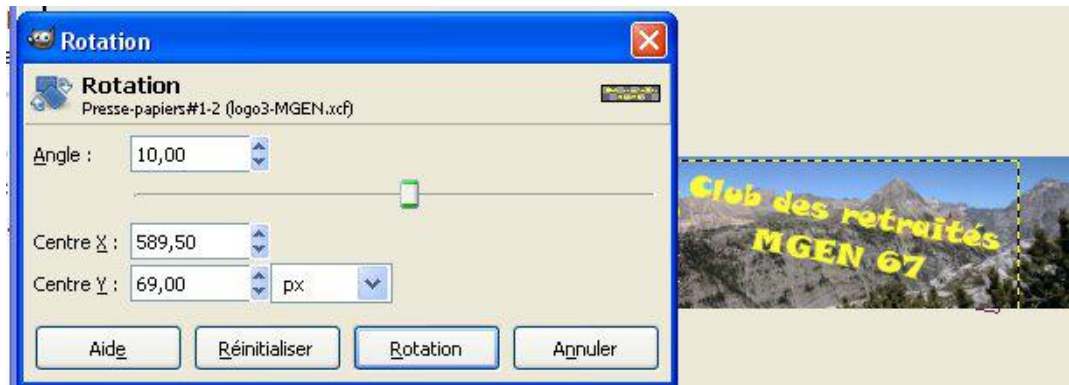 Rotation
Rotation
Presse-papiers#1-2 (logo3-MGEN.xcf)
Angle : 10,00
Centre X : 589,50
Centre Y : 69,00 px
Aide Réinitialiser Rotation Annuler
Club des retraités
MGEN 67